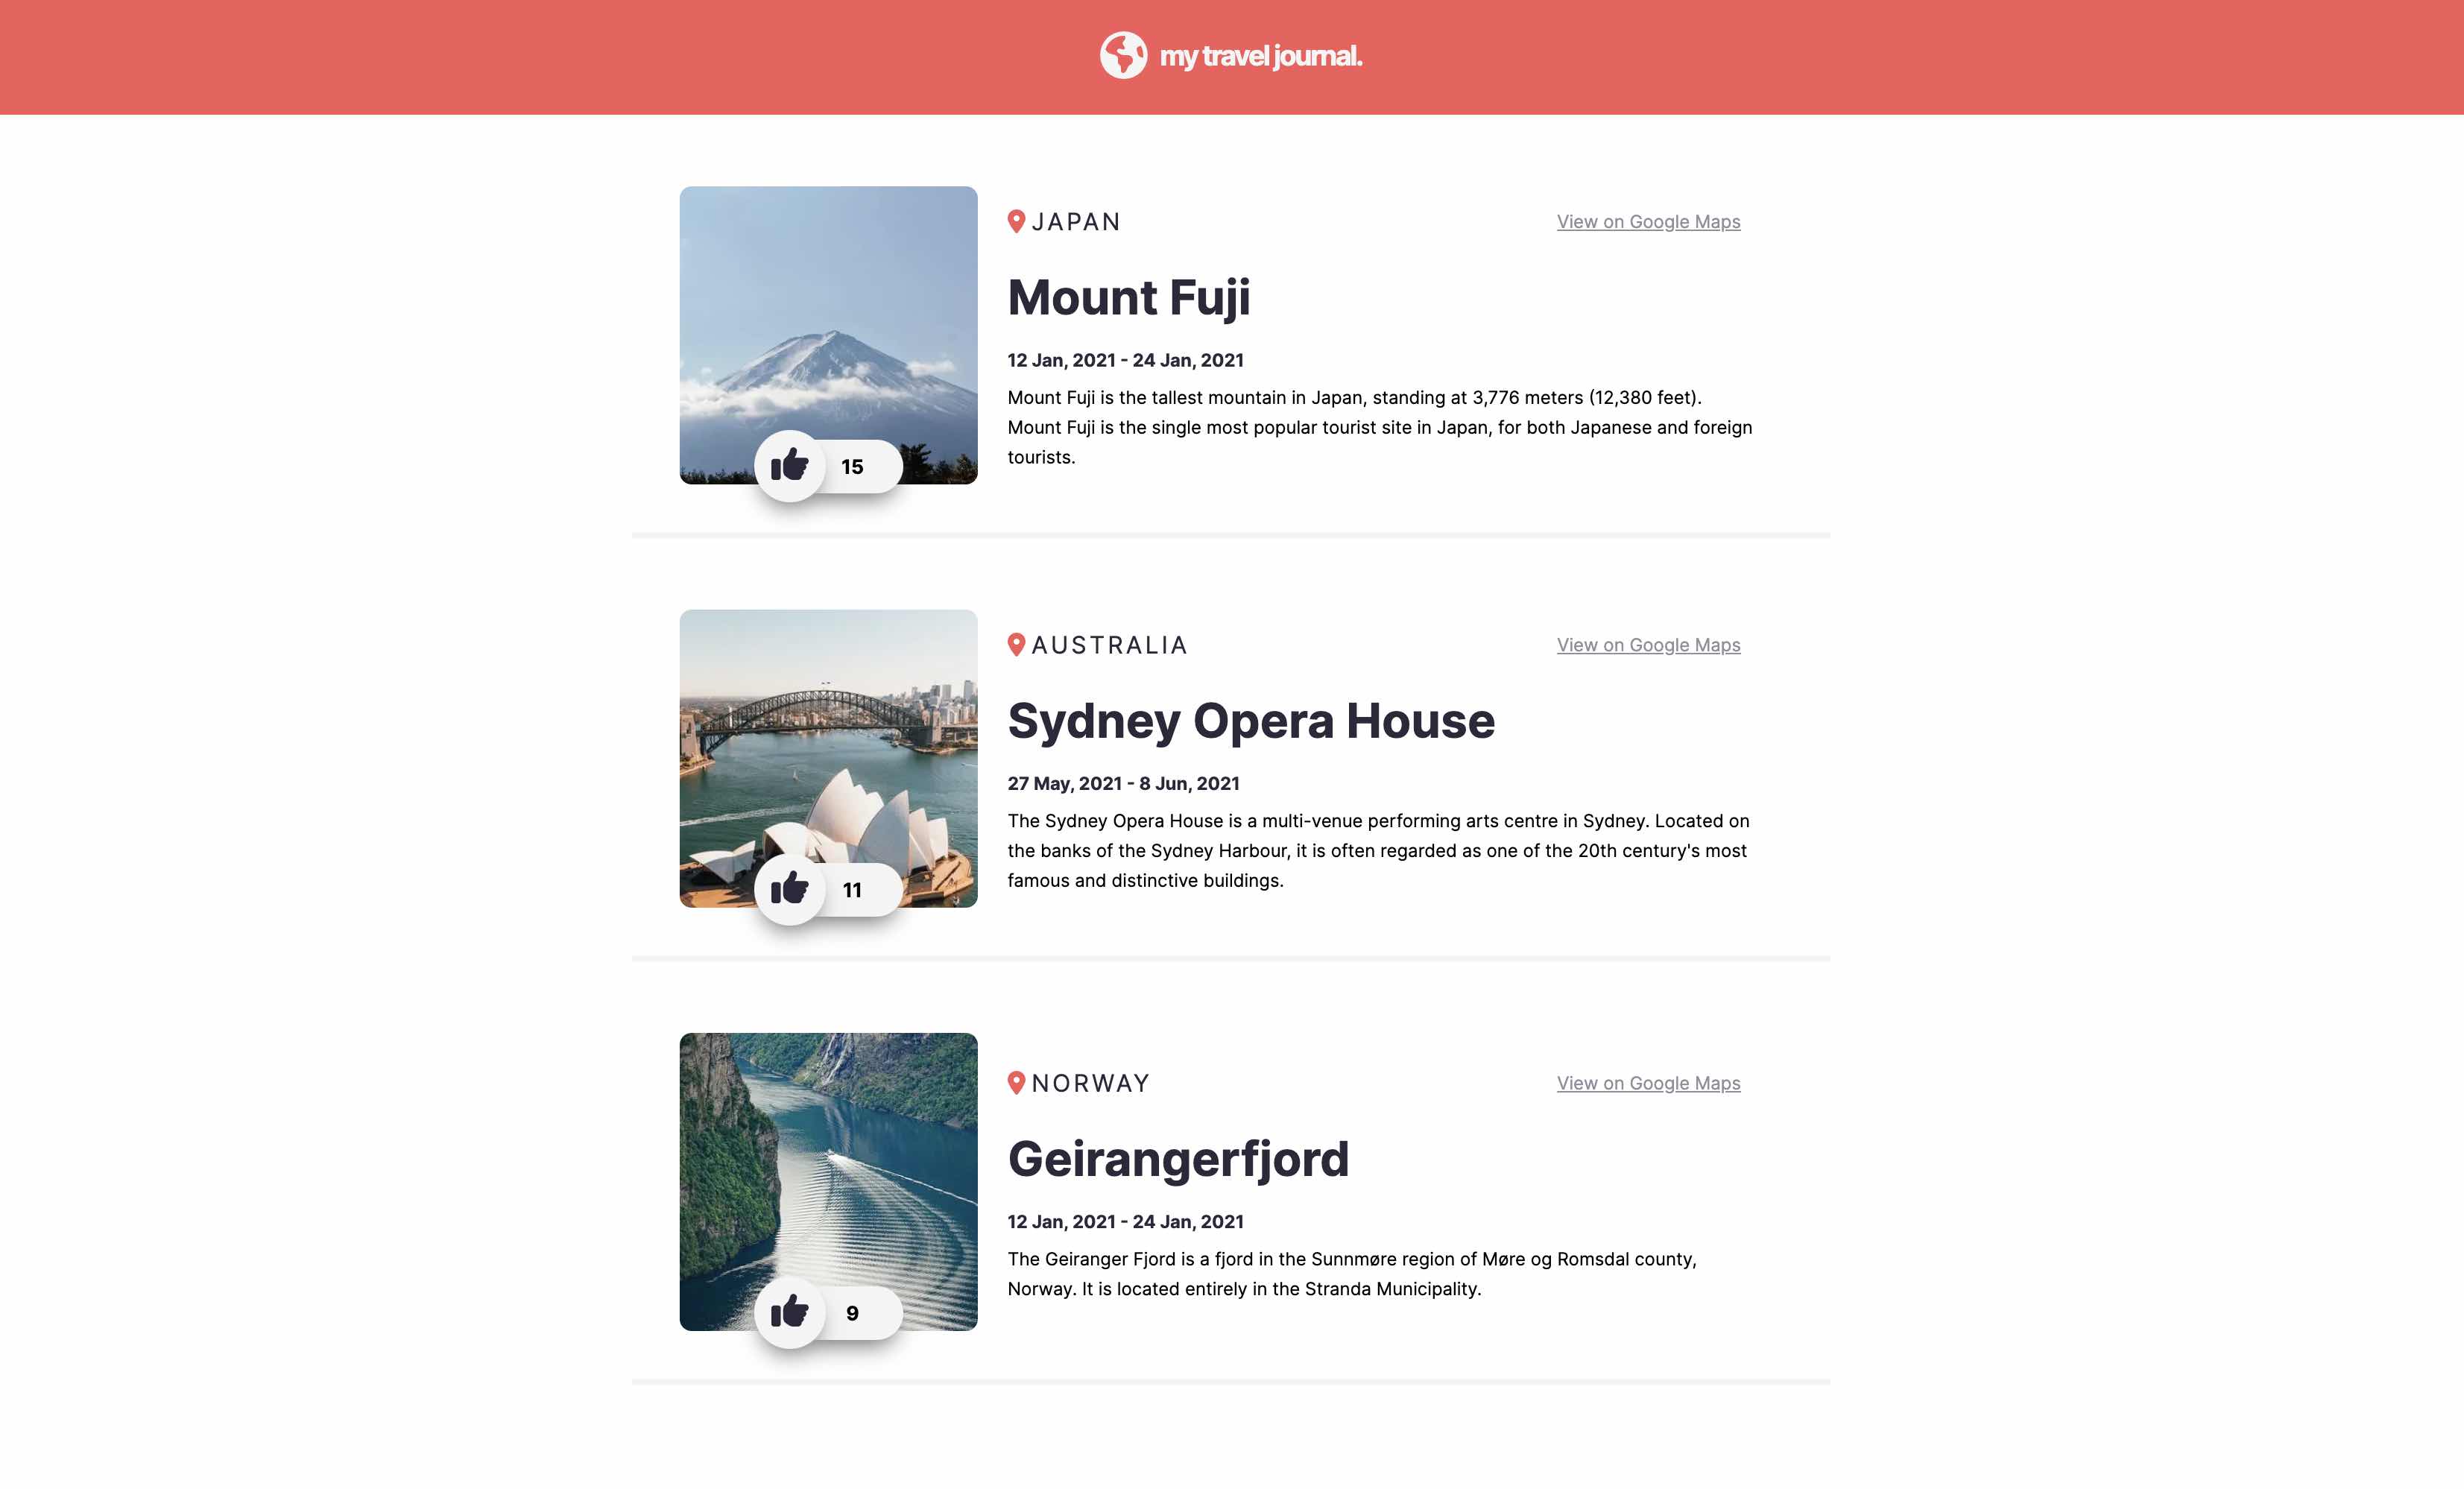 my travel journal.
JAPAN
View on Google Maps
Mount Fuji
12 Jan, 2021 - 24 Jan, 2021
Mount Fuji is the tallest mountain in Japan, standing at 3,776 meters (12,380 feet).
Mount Fuji is the single most popular tourist site in Japan, for both Japanese and foreign
tourists.
15
AUSTRALIA
View on Google Maps
Sydney Opera House
27 May, 2021 - 8 Jun, 2021
The Sydney Opera House is a multi-venue performing arts centre in Sydney. Located on
the banks of the Sydney Harbour, it is often regarded as one of the 20th century's most
famous and distinctive buildings.
11
NORWAY
View on Google Maps
Geirangerfjord
12 Jan, 2021 - 24 Jan, 2021
The Geiranger Fjord is a fjord in the Sunnmøre region of Møre og Romsdal county,
Norway. It is located entirely in the Stranda Municipality.
9